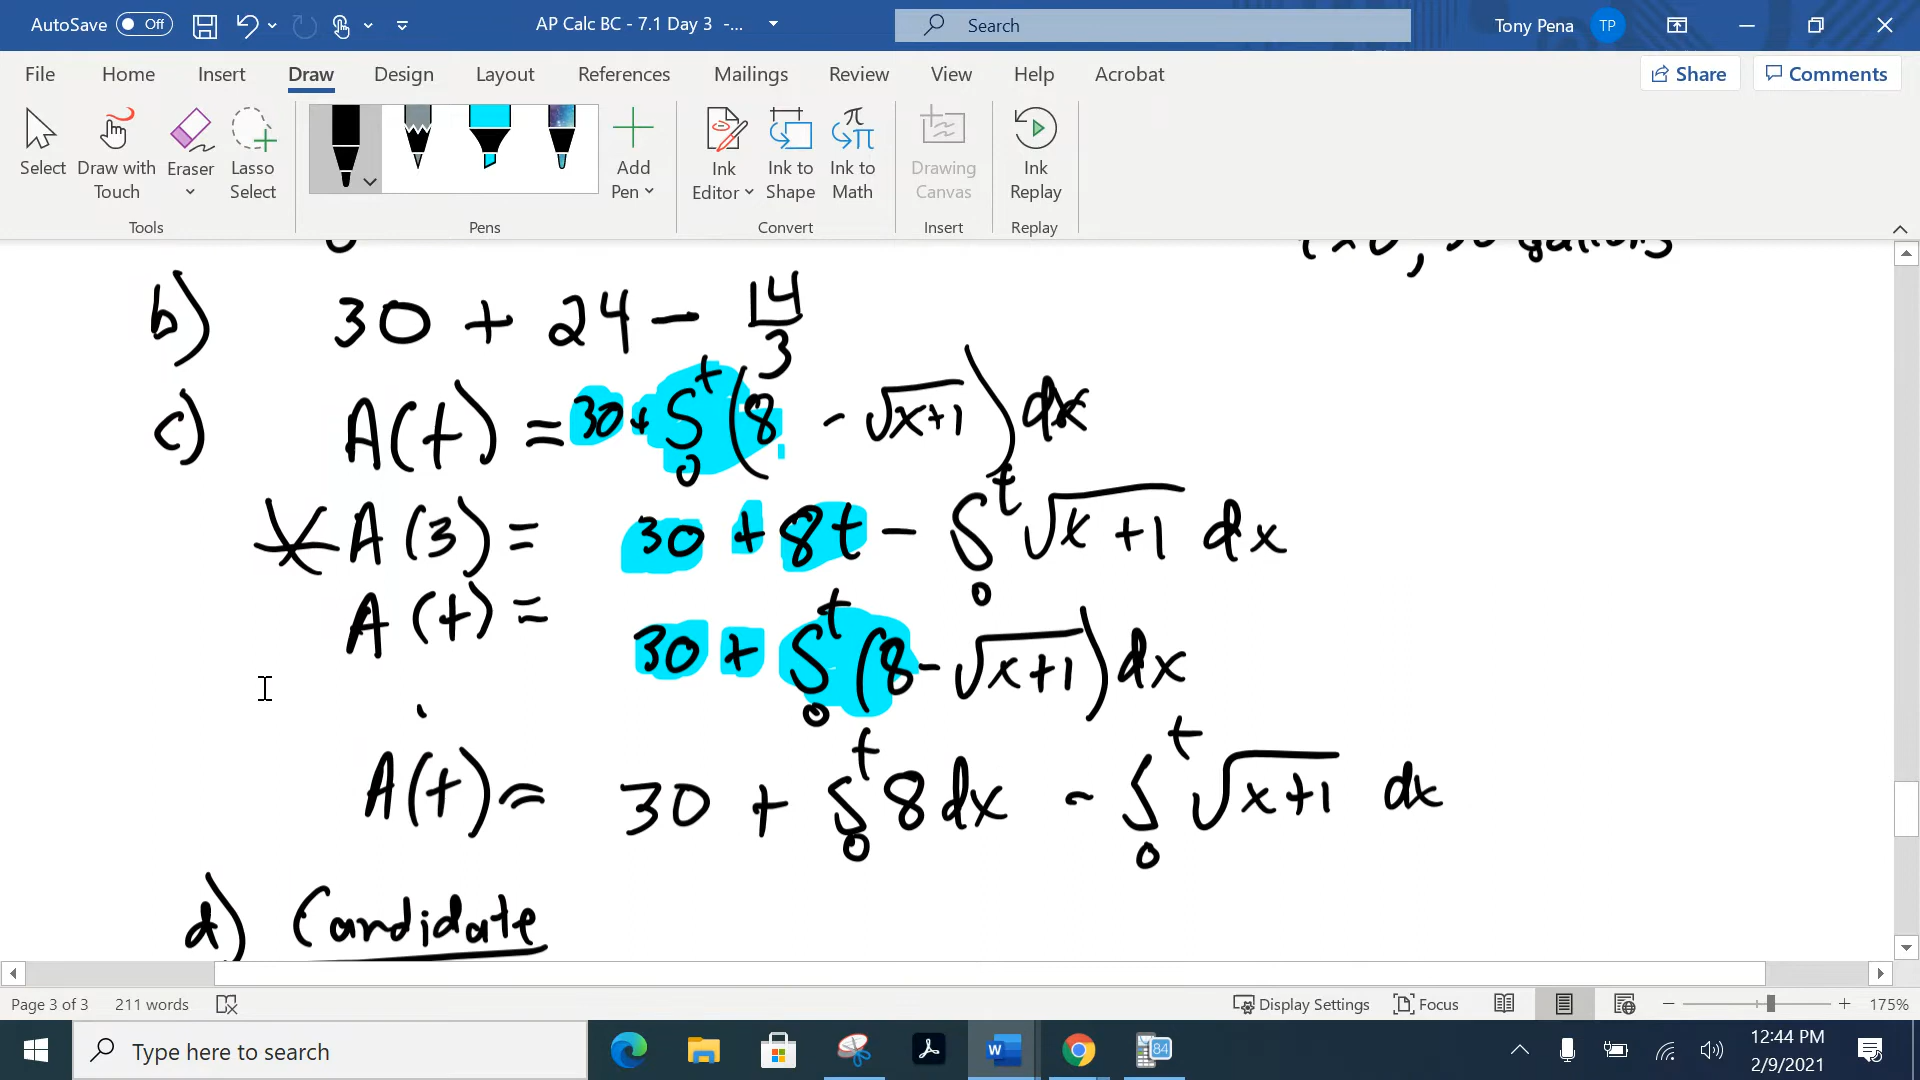 AutoSave Off AP Calc BC - 7.1 Day 3 -... Search Tony Pena TP
File Home Insert Draw Design Layout References Mailings Review View Help Acrobat Share Comments
Select Draw with Touch Eraser Lasso Select Add Pen Ink Editor Ink to Shape Ink to Math Drawing Canvas Ink Replay
Tools Pens Convert Insert Replay
b) 30 + 24 - 14/3
c) A(t) = 30 + ∫₀ᵗ (8 - √(x+1)) dx
A(3) = 30 + 8t - ∫₀ᵗ √(x+1) dx
A(t) =
30 + ∫₀ᵗ (8 - √(x+1)) dx
A(t) = 30 + ∫₀ᵗ 8 dx - ∫₀ᵗ √(x+1) dx
d) Candidate
Page 3 of 3 211 words Display Settings Focus 175%
Type here to search 84 12:44 PM
2/9/2021